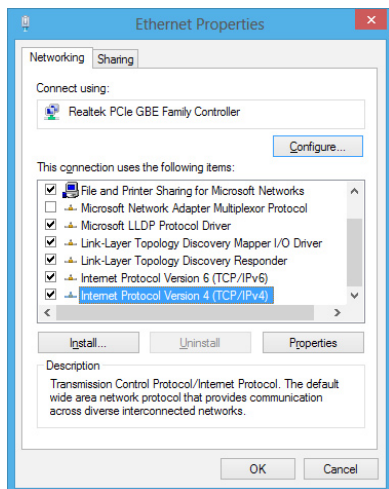 Ethernet Properties
Networking
Sharing
Connect using:
Realtek PCIe GBE Family Controller
Configure...
This connection uses the following items:
File and Printer Sharing for Microsoft Networks
Microsoft Network Adapter Multiplexor Protocol
Microsoft LLDP Protocol Driver
Link-Layer Topology Discovery Mapper I/O Driver
Link-Layer Topology Discovery Responder
Internet Protocol Version 6 (TCP/IPv6)
Internet Protocol Version 4 (TCP/IPv4)
Install...
Uninstall
Properties
Description
Transmission Control Protocol/Internet Protocol. The default
wide area network protocol that provides communication
across diverse interconnected networks.
OK
Cancel